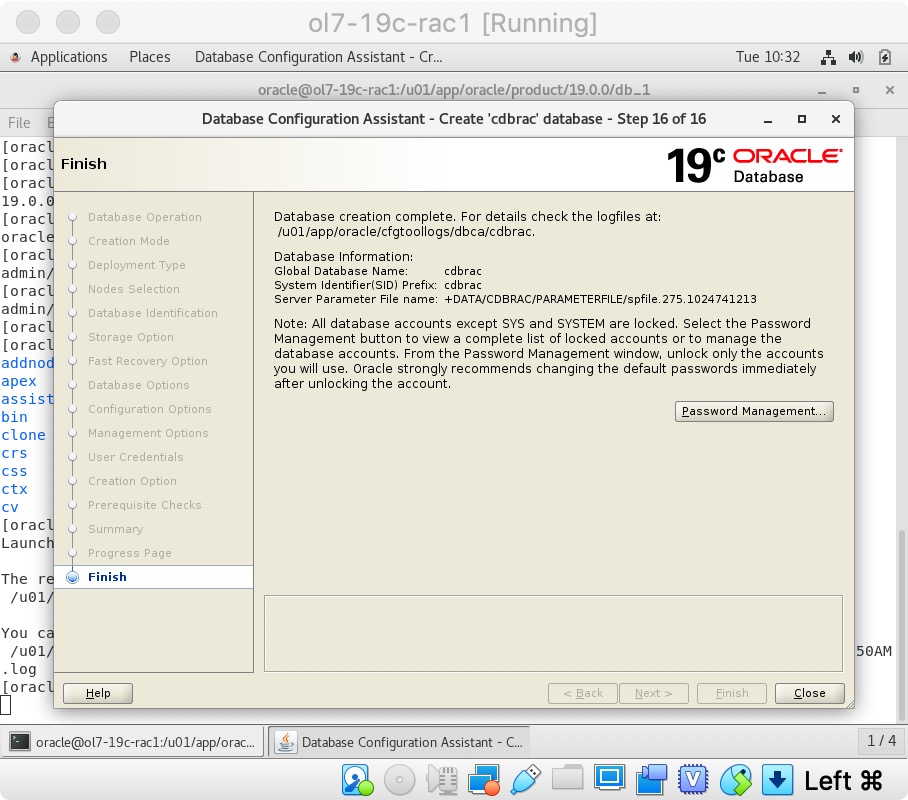 ol7-19c-rac1 [Running]
Applications Places Database Configuration Assistant - Cr... Tue 10:32
oracle@ol7-19c-rac1:/u01/app/oracle/product/19.0.0/db_1
File E
Database Configuration Assistant - Create 'cdbrac' database - Step 16 of 16
[oracl
[oracl
[oracl
19.0.0
[oracl
oracle
[oracl
admin/
[oracl
admin/
[oracl
[oracl
addnod
apex
assist
bin
clone
crs
css
ctx
cv
[oracl
Launch
The re
/u01/
You ca
/u01/ 50AM
.log
[oracl
Finish
19c ORACLE
Database
Database Operation
Creation Mode
Deployment Type
Nodes Selection
Database Identification
Storage Option
Fast Recovery Option
Database Options
Configuration Options
Management Options
User Credentials
Creation Option
Prerequisite Checks
Summary
Progress Page
Finish
Database creation complete. For details check the logfiles at:
/u01/app/oracle/cfgtoollogs/dbca/cdbrac.
Database Information:
Global Database Name: cdbrac
System Identifier(SID) Prefix: cdbrac
Server Parameter File name: +DATA/CDBRAC/PARAMETERFILE/spfile.275.1024741213
Note: All database accounts except SYS and SYSTEM are locked. Select the Password
Management button to view a complete list of locked accounts or to manage the
database accounts. From the Password Management window, unlock only the accounts
you will use. Oracle strongly recommends changing the default passwords immediately
after unlocking the account.
Password Management...
Help < Back Next > Finish Close
oracle@ol7-19c-rac1:/u01/app/orac... Database Configuration Assistant - C... 1 / 4
Left ⌘